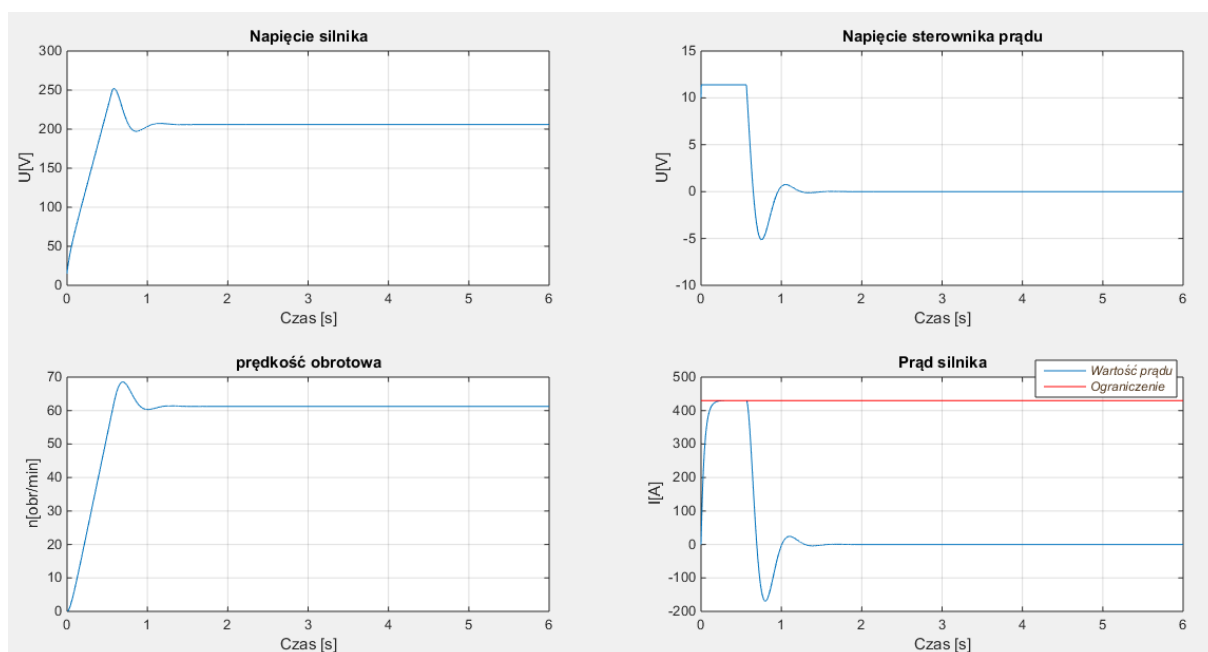 Napięcie silnika
300
250
200
150
100
50
0
U[V]
0 1 2 3 4 5 6
Czas [s]
Napięcie sterownika prądu
15
10
5
0
-5
-10
U[V]
0 1 2 3 4 5 6
Czas [s]
prędkość obrotowa
70
60
50
40
30
20
10
0
n[obr/min]
0 1 2 3 4 5 6
Czas [s]
Prąd silnika
Wartość prądu
Ograniczenie
500
400
300
200
100
0
-100
-200
I[A]
0 1 2 3 4 5 6
Czas [s]